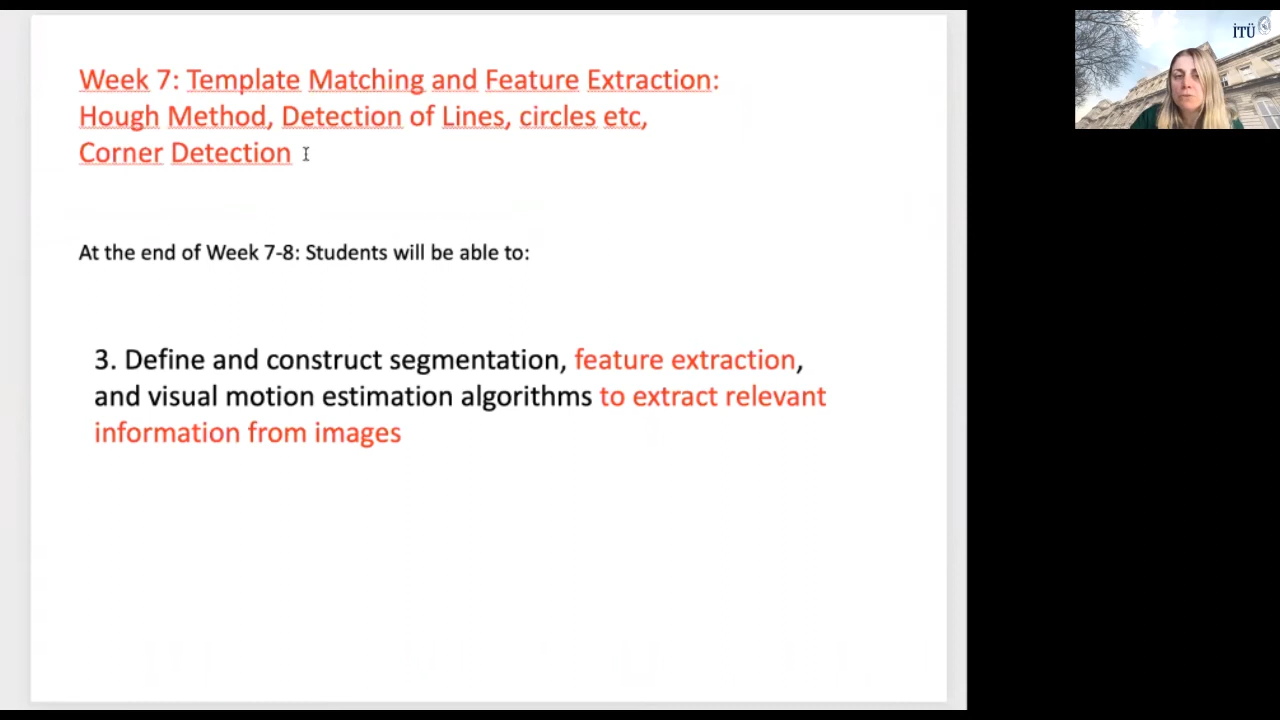 Week 7: Template Matching and Feature Extraction:
Hough Method, Detection of Lines, circles etc,
Corner Detection
At the end of Week 7-8: Students will be able to:
3. Define and construct segmentation, feature extraction,
and visual motion estimation algorithms to extract relevant
information from images
İTÜ